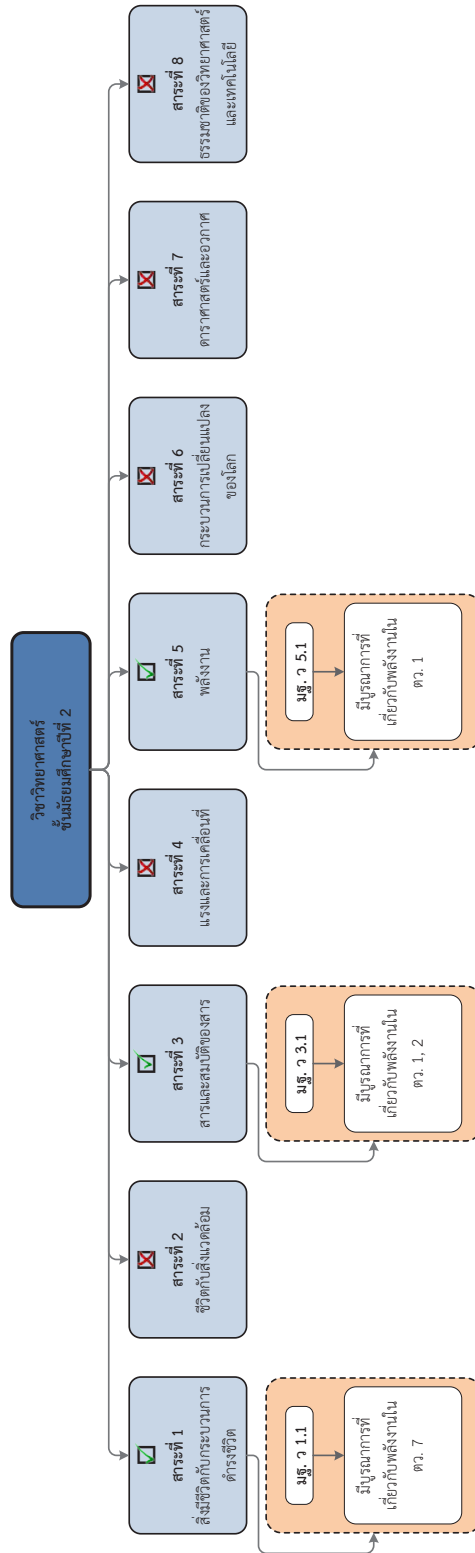 วิชาวิทยาศาสตร์
ชั้นมัธยมศึกษาปีที่ 2
สาระที่ 1
สิ่งมีชีวิตกับกระบวนการ
ดำรงชีวิต
สาระที่ 2
ชีวิตกับสิ่งแวดล้อม
สาระที่ 3
สารและสมบัติของสาร
สาระที่ 4
แรงและการเคลื่อนที่
สาระที่ 5
พลังงาน
สาระที่ 6
กระบวนการเปลี่ยนแปลง
ของโลก
สาระที่ 7
ดาราศาสตร์และอวกาศ
สาระที่ 8
ธรรมชาติของวิทยาศาสตร์
และเทคโนโลยี
มฐ. ว 1.1
มีบูรณาการที่
เกี่ยวกับพลังงานใน
ตว. 7
มฐ. ว 3.1
มีบูรณาการที่
เกี่ยวกับพลังงานใน
ตว. 1, 2
มฐ. ว 5.1
มีบูรณาการที่
เกี่ยวกับพลังงานใน
ตว. 1